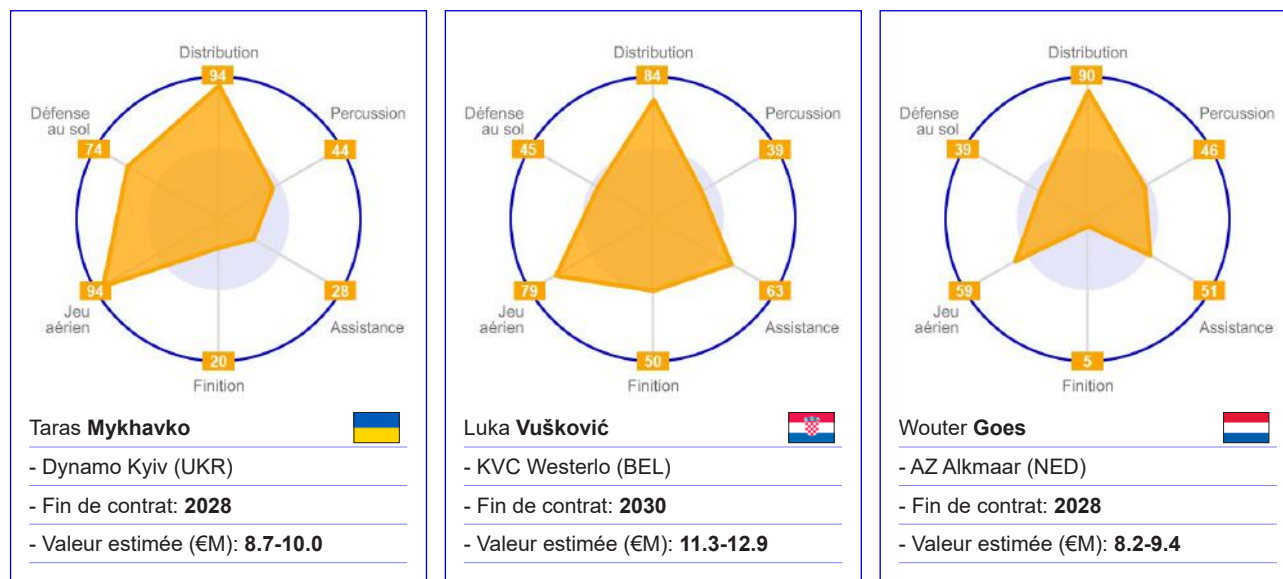 Distribution
94
Percussion
44
Défense
au sol
74
Jeu
aérien
94
Assistance
28
20
Finition
Taras Mykhavko
- Dynamo Kyiv (UKR)
- Fin de contrat: 2028
- Valeur estimée (€M): 8.7-10.0
Distribution
84
Percussion
39
Défense
au sol
45
Jeu
aérien
79
Assistance
63
50
Finition
Luka Vušković
- KVC Westerlo (BEL)
- Fin de contrat: 2030
- Valeur estimée (€M): 11.3-12.9
Distribution
90
Percussion
46
Défense
au sol
39
Jeu
aérien
59
Assistance
51
5
Finition
Wouter Goes
- AZ Alkmaar (NED)
- Fin de contrat: 2028
- Valeur estimée (€M): 8.2-9.4